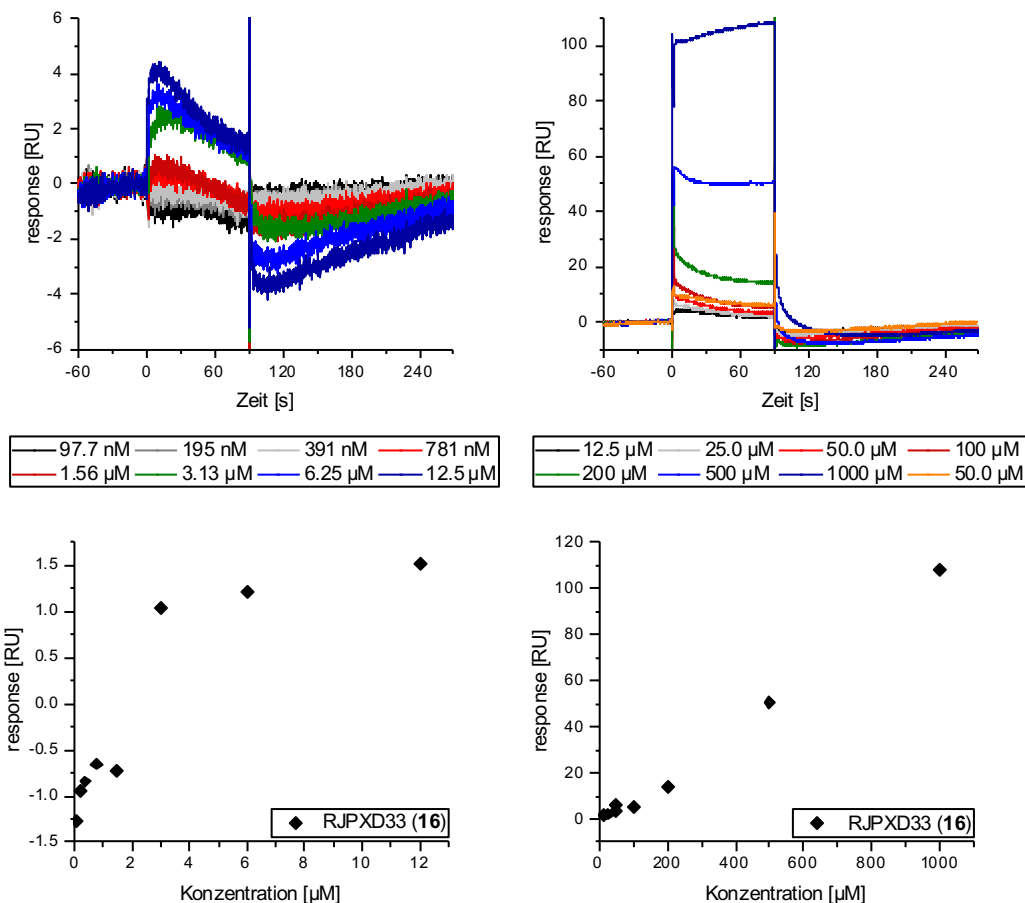 6
4
2
0
-2
-4
-6
response [RU]
-60 0 60 120 180 240
Zeit [s]
100
80
60
40
20
0
response [RU]
-60 0 60 120 180 240
Zeit [s]
97.7 nM 195 nM 391 nM 781 nM
1.56 µM 3.13 µM 6.25 µM 12.5 µM
12.5 µM 25.0 µM 50.0 µM 100 µM
200 µM 500 µM 1000 µM 50.0 µM
1.5
1.0
0.5
0.0
-0.5
-1.0
-1.5
response [RU]
RJPXD33 (16)
0 2 4 6 8 10 12
Konzentration [µM]
120
100
80
60
40
20
0
response [RU]
RJPXD33 (16)
0 200 400 600 800 1000
Konzentration [µM]